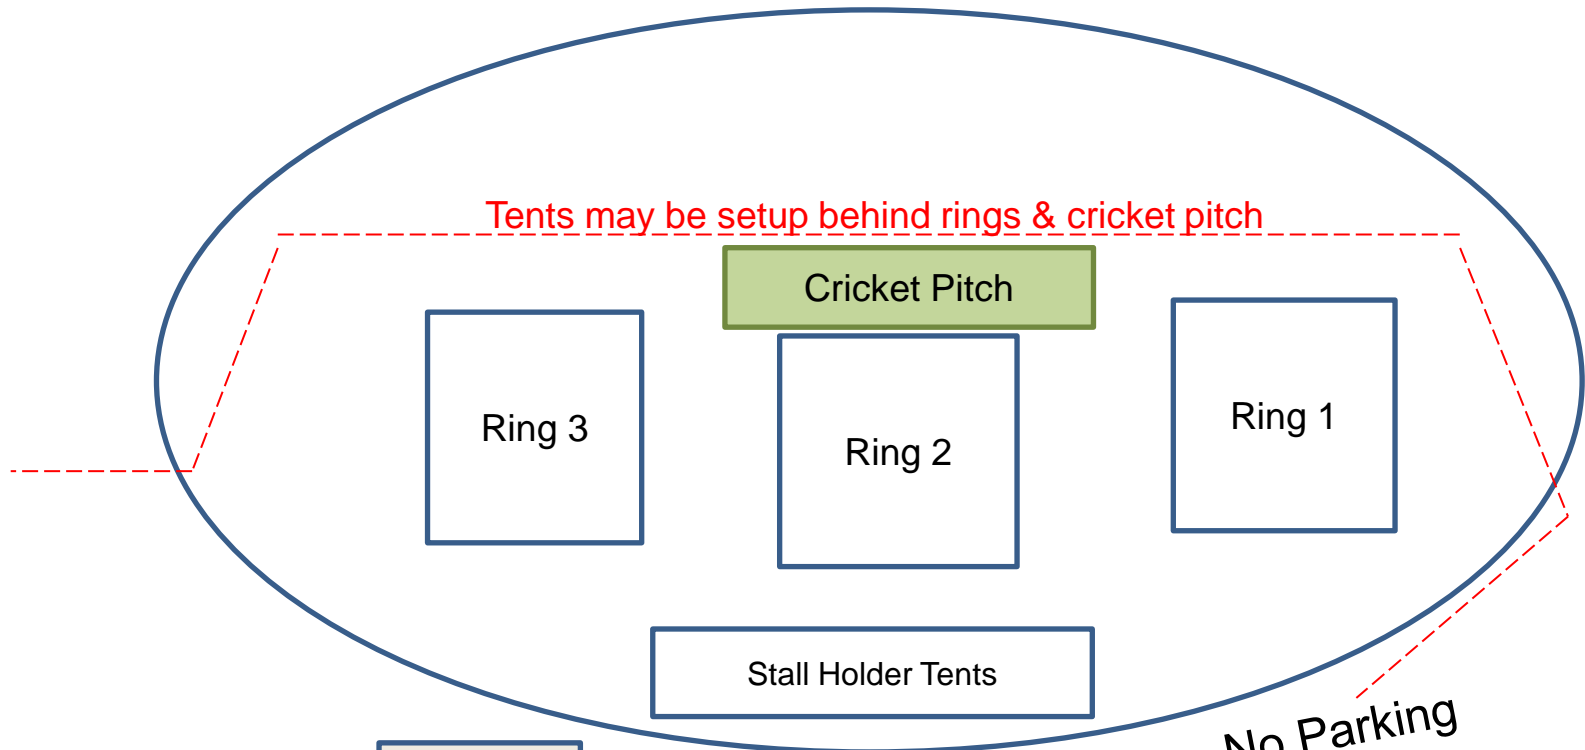 Tents may be setup behind rings & cricket pitch
Cricket Pitch
Ring 3
Ring 2
Ring 1
Stall Holder Tents
No Parking